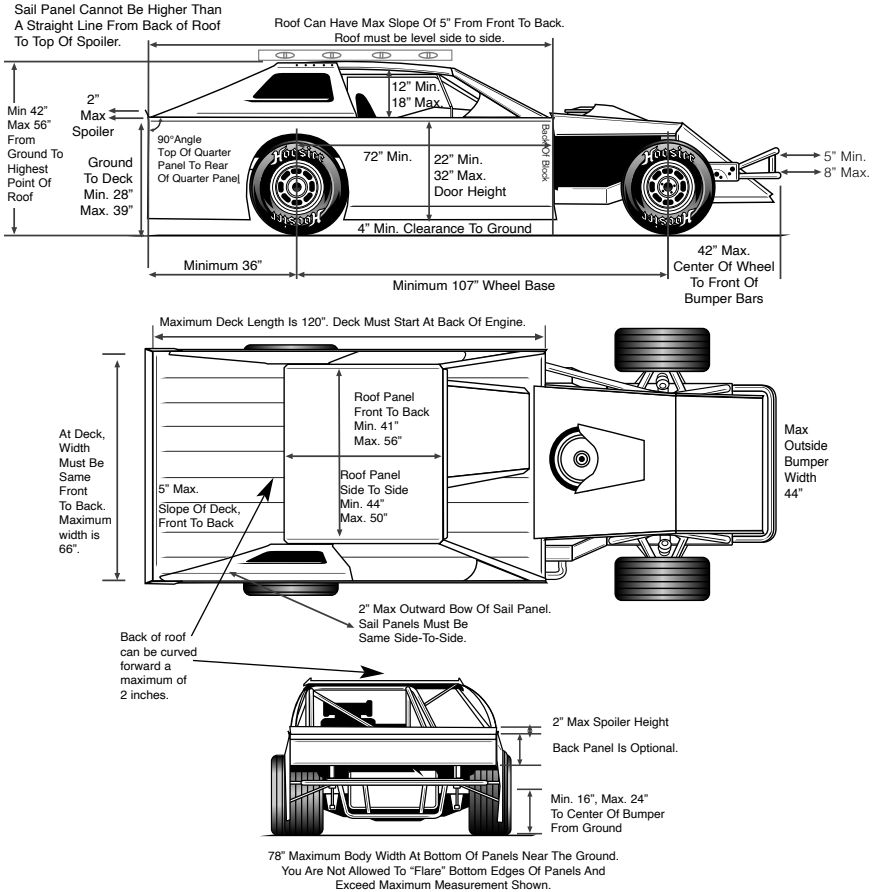 Sail Panel Cannot Be Higher Than
A Straight Line From Back of Roof
To Top Of Spoiler.
Roof Can Have Max Slope Of 5” From Front To Back.
Roof must be level side to side.
12” Min.
18” Max.
Min 42”
Max 56”
From
Ground To
Highest
Point Of
Roof
2”
Max
Spoiler
Ground
To Deck
Min. 28”
Max. 39”
90°Angle
Top Of Quarter
Panel To Rear
Of Quarter Panel
Hoosier
Hoosier
72” Min.
22” Min.
32” Max.
Door Height
Back Of Block
Hoosier
Hoosier
5” Min.
8” Max.
4” Min. Clearance To Ground
Minimum 36”
Minimum 107” Wheel Base
42” Max.
Center Of Wheel
To Front Of
Bumper Bars
Maximum Deck Length Is 120”. Deck Must Start At Back Of Engine.
At Deck,
Width
Must Be
Same
Front
To Back.
Maximum
width is
66”.
5” Max.
Slope Of Deck,
Front To Back
Roof Panel
Front To Back
Min. 41”
Max. 56”
Roof Panel
Side To Side
Min. 44”
Max. 50”
Max
Outside
Bumper
Width
44”
2” Max Outward Bow Of Sail Panel.
Sail Panels Must Be
Same Side-To-Side.
Back of roof
can be curved
forward a
maximum of
2 inches.
2” Max Spoiler Height
Back Panel Is Optional.
Min. 16”, Max. 24”
To Center Of Bumper
From Ground
78” Maximum Body Width At Bottom Of Panels Near The Ground.
You Are Not Allowed To “Flare” Bottom Edges Of Panels And
Exceed Maximum Measurement Shown.